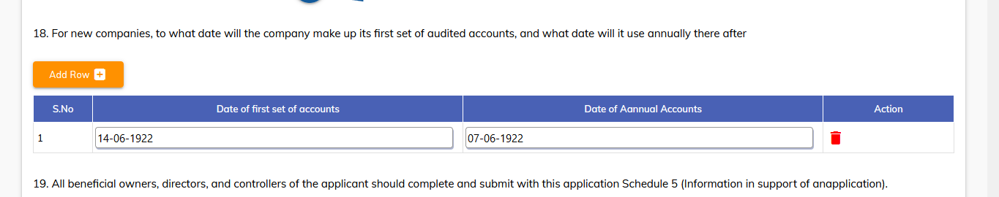 18. For new companies, to what date will the company make up its first set of audited accounts, and what date will it use annually there after
Add Row
S.No Date of first set of accounts Date of Aannual Accounts Action
1 14-06-1922 07-06-1922
19. All beneficial owners, directors, and controllers of the applicant should complete and submit with this application Schedule 5 (Information in support of anapplication).